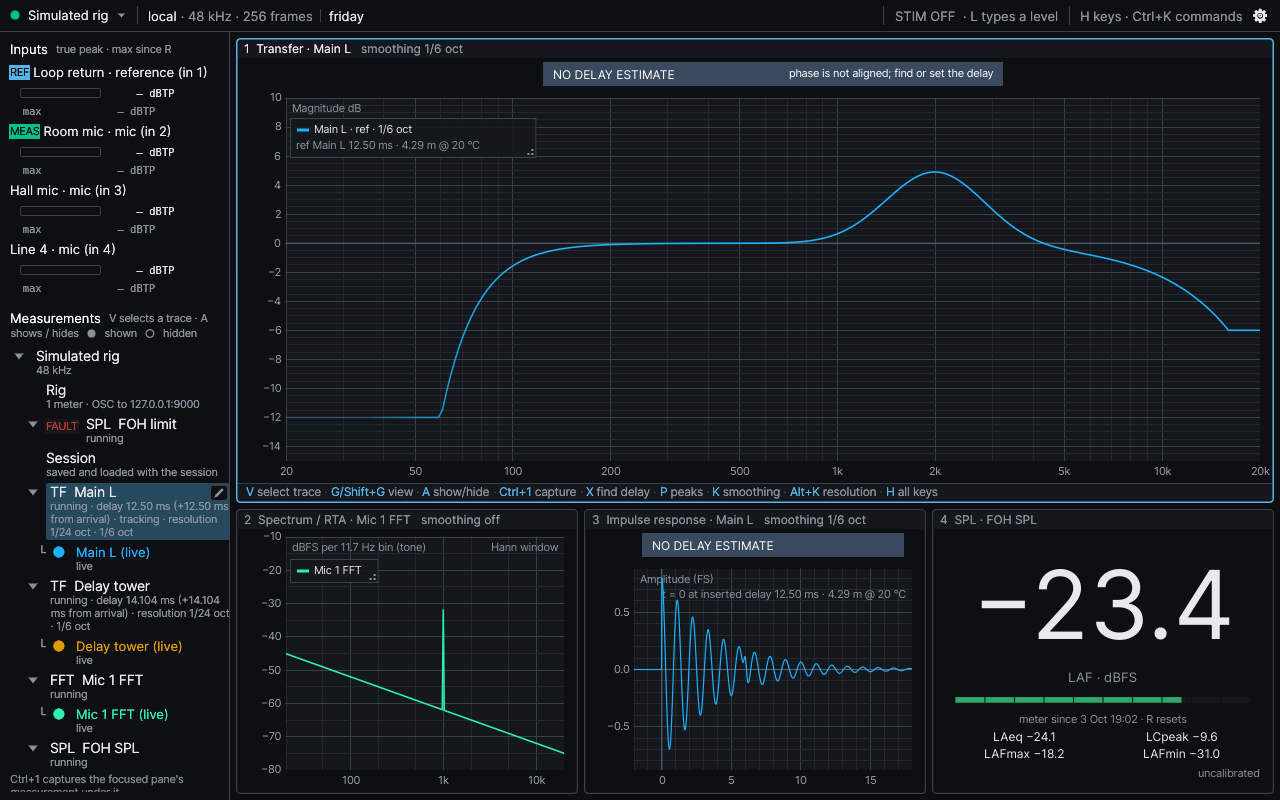 Simulated rig
local · 48 kHz · 256 frames
friday
STIM OFF · L types a level
H keys · Ctrl+K commands
Inputs true peak · max since R
REF Loop return · reference (in 1)
– dBTP
max – dBTP
MEAS Room mic · mic (in 2)
– dBTP
max – dBTP
Hall mic · mic (in 3)
– dBTP
max – dBTP
Line 4 · mic (in 4)
– dBTP
max – dBTP
Measurements V selects a trace · A
shows / hides shown hidden
Simulated rig
48 kHz
Rig
1 meter · OSC to 127.0.0.1:9000
FAULT SPL FOH limit
running
Session
saved and loaded with the session
TF Main L
running · delay 12.50 ms (+12.50 ms
from arrival) · tracking · resolution
1/24 oct · 1/6 oct
Main L (live)
live
TF Delay tower
running · delay 14.104 ms (+14.104
ms from arrival) · resolution 1/24 oct
· 1/6 oct
Delay tower (live)
live
FFT Mic 1 FFT
running
Mic 1 FFT (live)
live
SPL FOH SPL
running
Ctrl+1 captures the focused pane's
measurement under it
1 Transfer · Main L smoothing 1/6 oct
NO DELAY ESTIMATE
phase is not aligned; find or set the delay
Magnitude dB
Main L · ref · 1/6 oct
ref Main L 12.50 ms · 4.29 m @ 20 °C
10
8
6
4
2
0
−2
−4
−6
−8
−10
−12
−14
20 50 100 200 500 1k 2k 5k 10k 20k
V select trace · G/Shift+G view · A show/hide · Ctrl+1 capture · X find delay · P peaks · K smoothing · Alt+K resolution · H all keys
2 Spectrum / RTA · Mic 1 FFT smoothing off
dBFS per 11.7 Hz bin (tone)
Hann window
Mic 1 FFT
−10
−20
−30
−40
−50
−60
−70
−80
100 1k 10k
3 Impulse response · Main L smoothing 1/6 oct
NO DELAY ESTIMATE
Amplitude (FS)
t = 0 at inserted delay 12.50 ms · 4.29 m @ 20 °C
0.5
0.0
−0.5
0 5 10 15
4 SPL · FOH SPL
−23.4
LAF · dBFS
meter since 3 Oct 19:02 · R resets
LAeq −24.1 LCpeak −9.6
LAFmax −18.2 LAFmin −31.0
uncalibrated